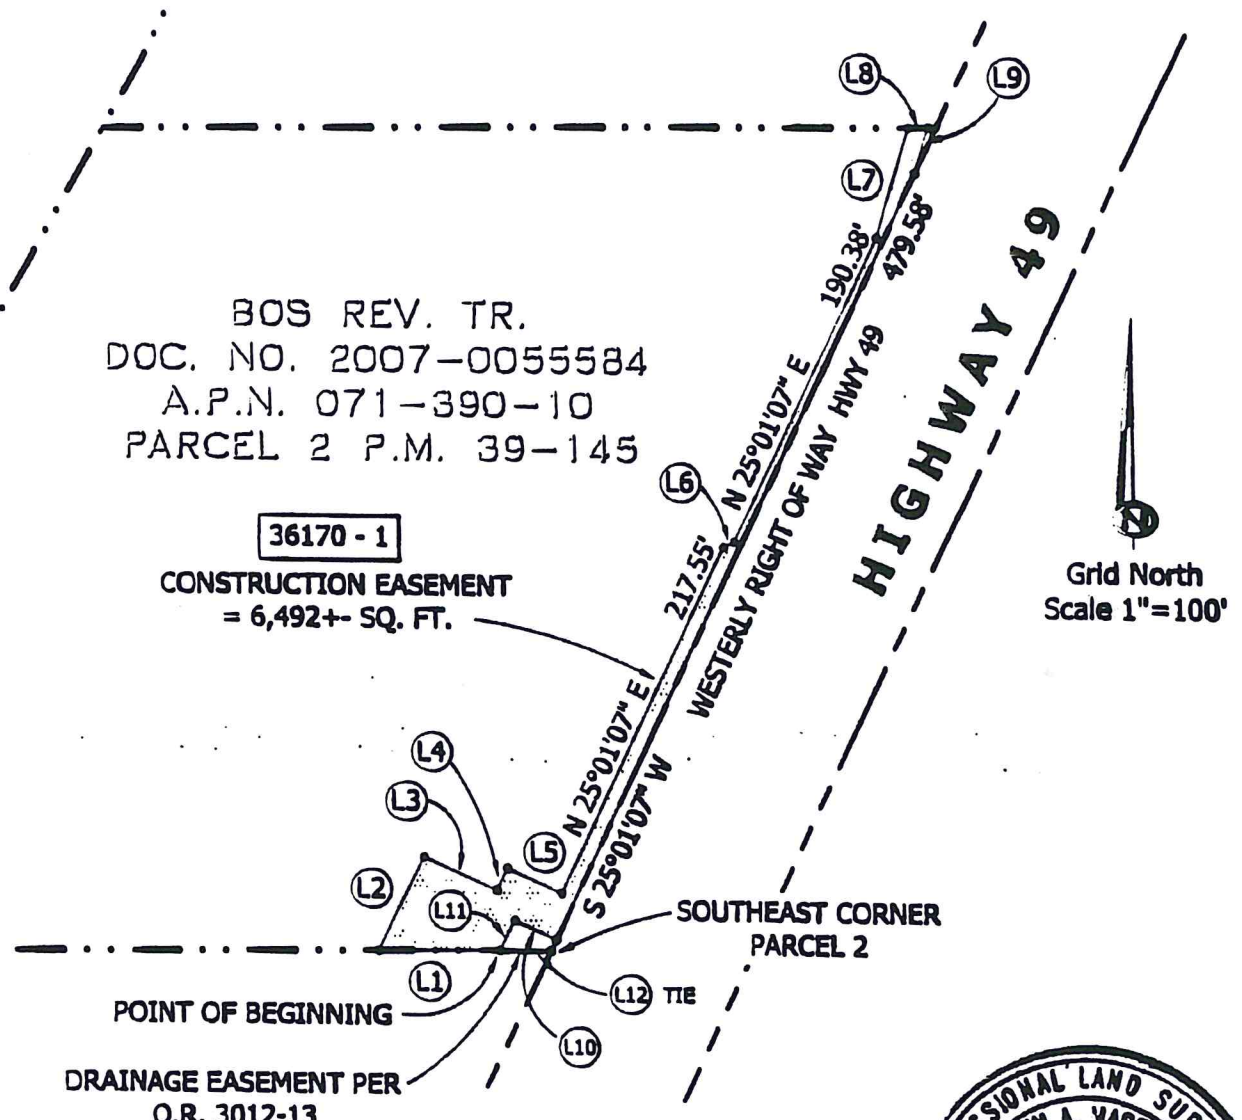 L8
L9
L7
190.38'
479.58'
BOS REV. TR.
DOC. NO. 2007-0055584
A.P.N. 071-390-10
PARCEL 2 P.M. 39-145
HIGHWAY 49
N 25°01'07" E
WESTERLY RIGHT OF WAY HWY 49
L6
36170 - 1
CONSTRUCTION EASEMENT
= 6,492+- SQ. FT.
217.55'
Grid North
Scale 1"=100'
N 25°01'07" E
S 25°01'07" W
L4
L3
L5
L2
L11
SOUTHEAST CORNER
PARCEL 2
L1
L12 TIE
POINT OF BEGINNING
L10
DRAINAGE EASEMENT PER
O.R. 3012-13
LAND